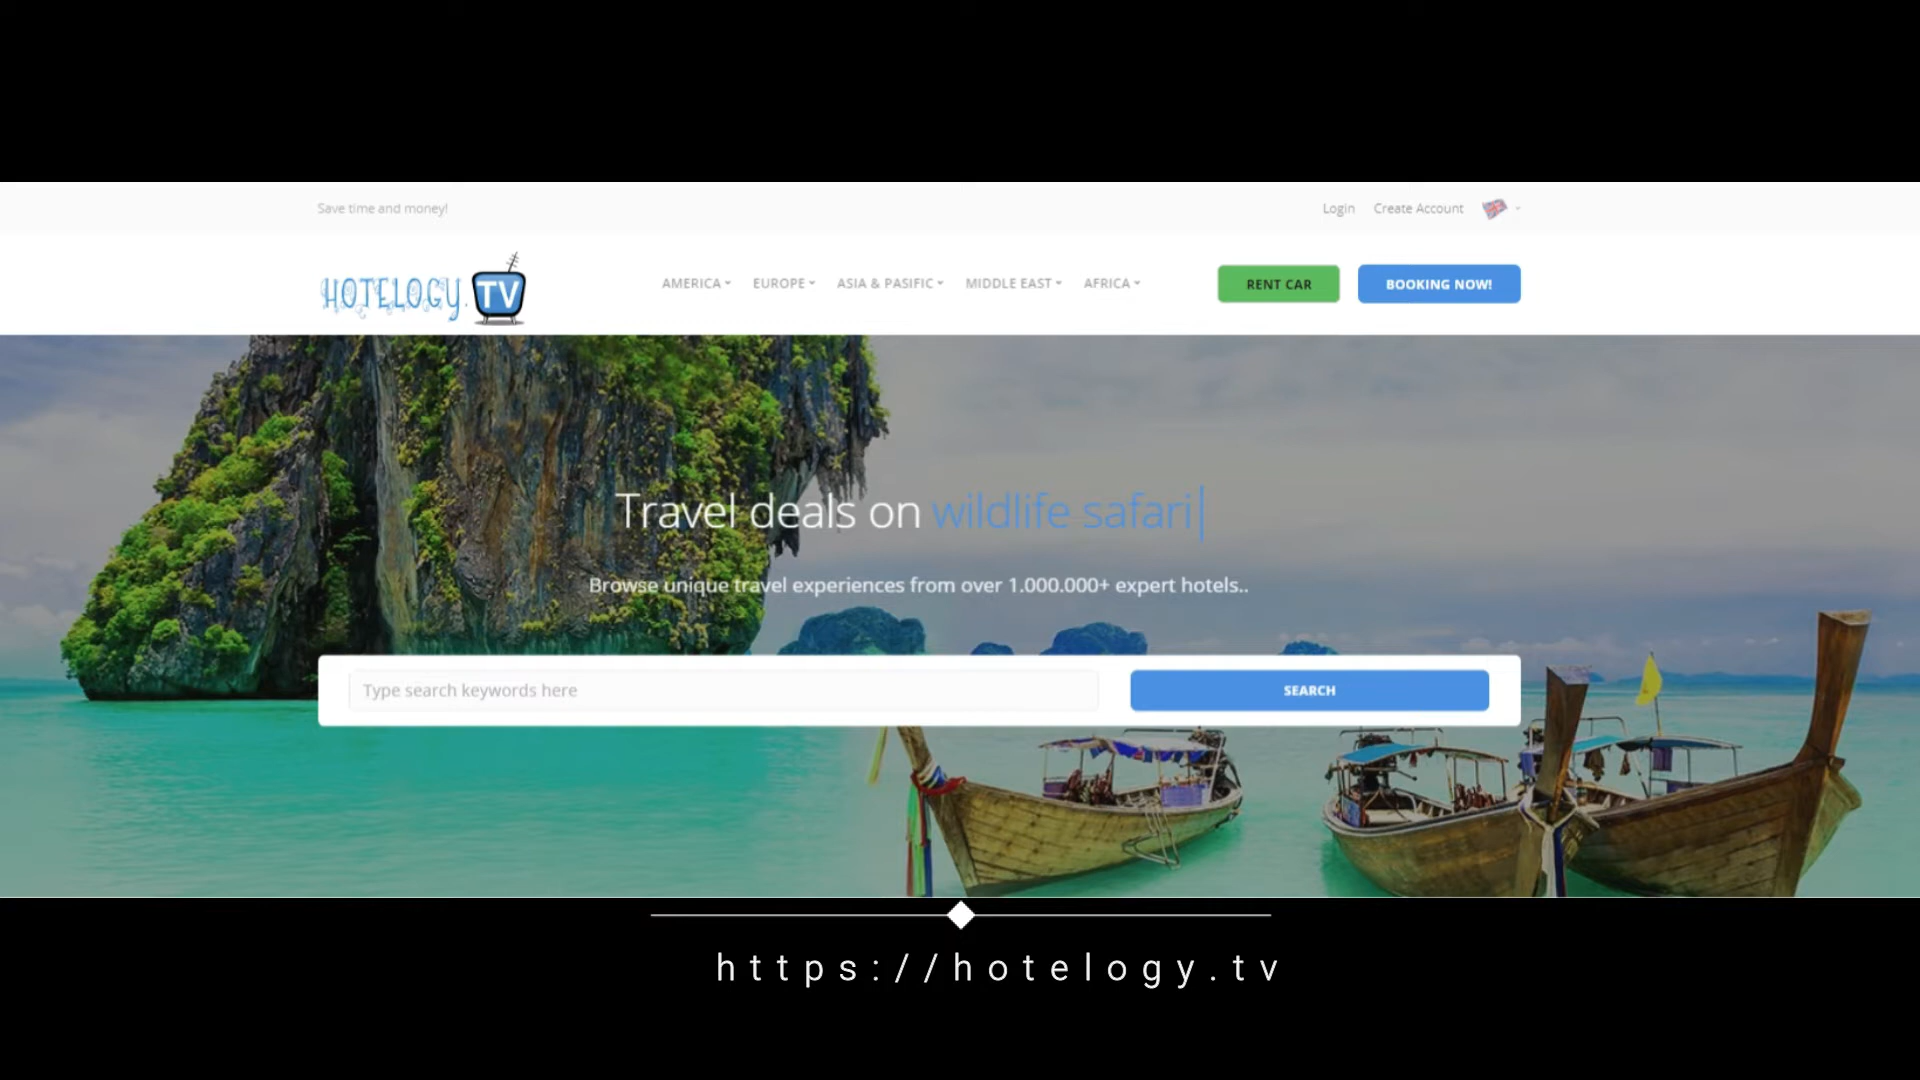 Save time and money!
Login Create Account
HOTELOGY.TV
AMERICA EUROPE ASIA & PASIFIC MIDDLE EAST AFRICA RENT CAR BOOKING NOW!
Travel deals on wildlife safari
Browse unique travel experiences from over 1.000.000+ expert hotels..
Type search keywords here SEARCH
https://hotelogy.tv